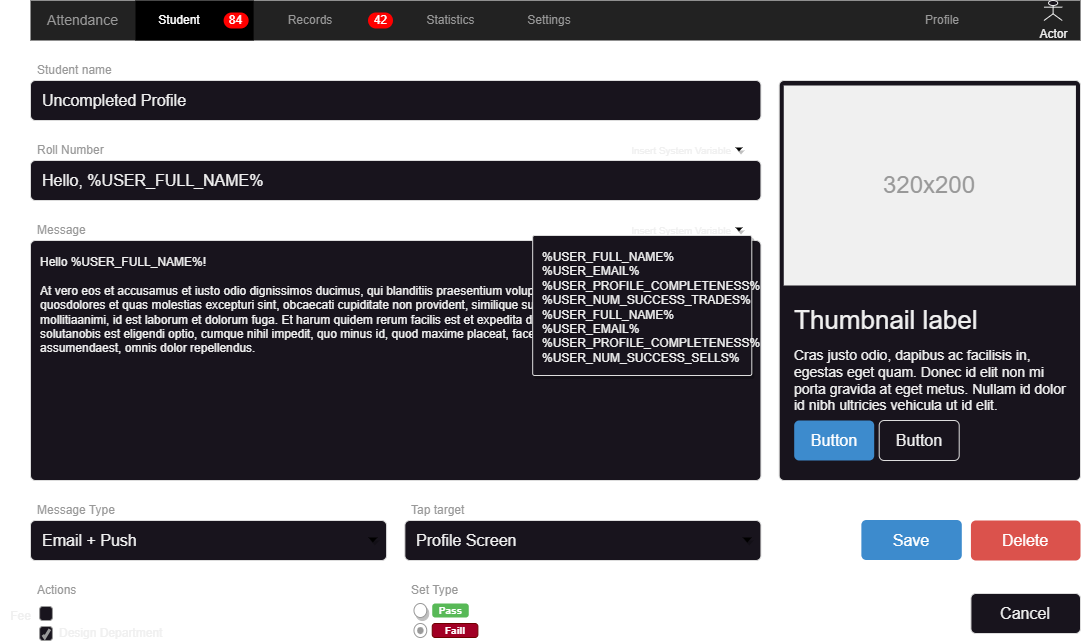 Attendance Student 84 Records 42 Statistics Settings Profile
Actor
Student name
Uncompleted Profile
Roll Number
Insert System Variable
Hello, %USER_FULL_NAME%
Message
Insert System Variable
Hello %USER_FULL_NAME%!
At vero eos et accusamus et iusto odio dignissimos ducimus, qui blanditiis praesentium volup
quosdolores et quas molestias excepturi sint, obcaecati cupiditate non provident, similique su
mollitiaanimi, id est laborum et dolorum fuga. Et harum quidem rerum facilis est et expedita d
solutanobis est eligendi optio, cumque nihil impedit, quo minus id, quod maxime placeat, face
assumendaest, omnis dolor repellendus.
%USER_FULL_NAME%
%USER_EMAIL%
%USER_PROFILE_COMPLETENESS%
%USER_NUM_SUCCESS_TRADES%
%USER_FULL_NAME%
%USER_EMAIL%
%USER_PROFILE_COMPLETENESS%
%USER_NUM_SUCCESS_SELLS%
320x200
Thumbnail label
Cras justo odio, dapibus ac facilisis in,
egestas eget quam. Donec id elit non mi
porta gravida at eget metus. Nullam id dolor
id nibh ultricies vehicula ut id elit.
Button Button
Message Type
Email + Push
Tap target
Profile Screen
Save Delete
Actions
Fee
Design Department
Set Type
Pass
Faill
Cancel